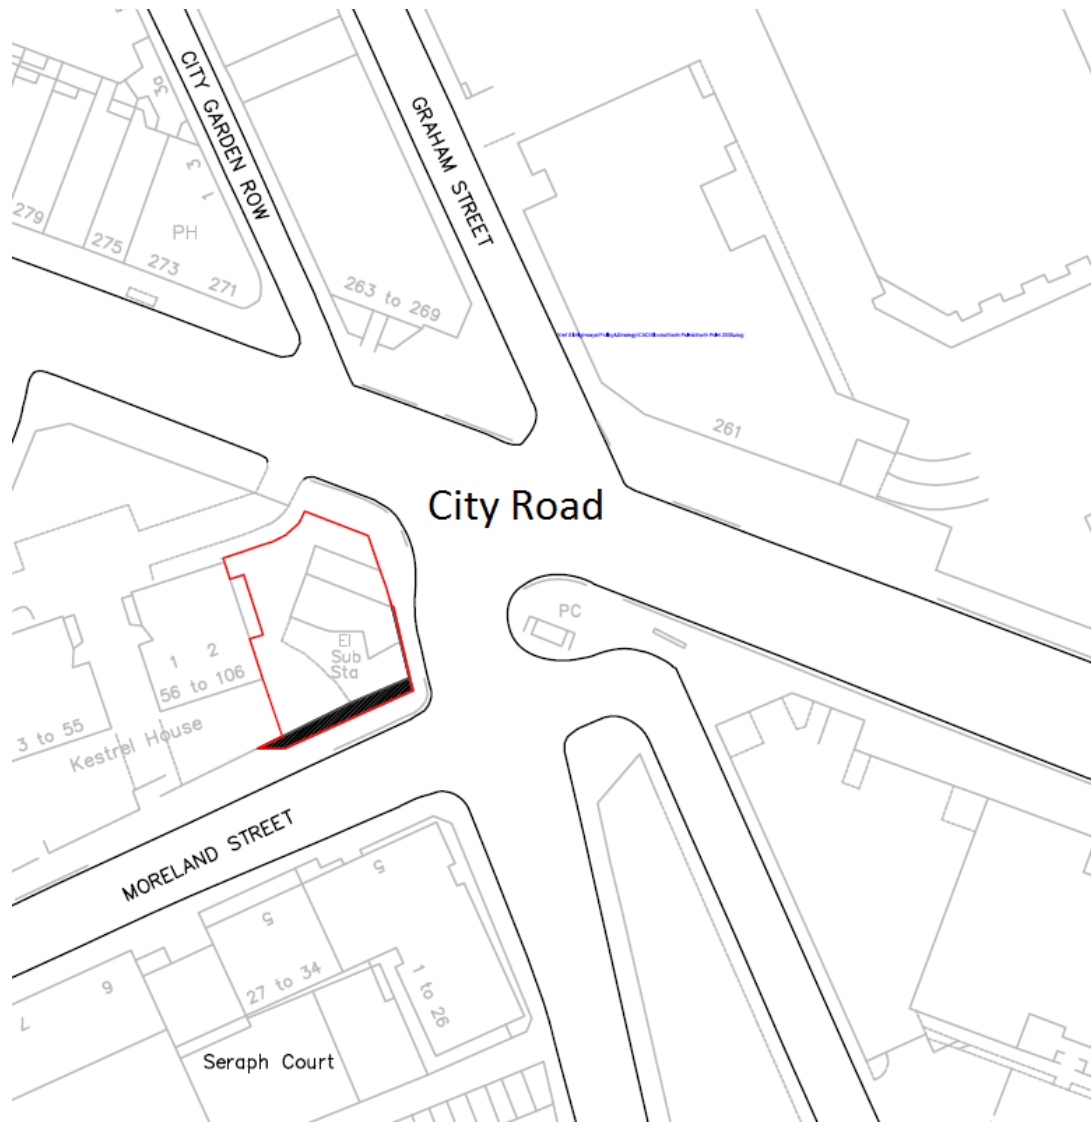 3a
CITY GARDEN ROW
GRAHAM STREET
3
1
279
275
PH
273
271
263 to 269
261
City Road
PC
El
Sub
Sta
1 2
56 to 106
3 to 55
Kestrel House
MORELAND STREET
5
5
27 to 34
1 to 26
6
7
Seraph Court